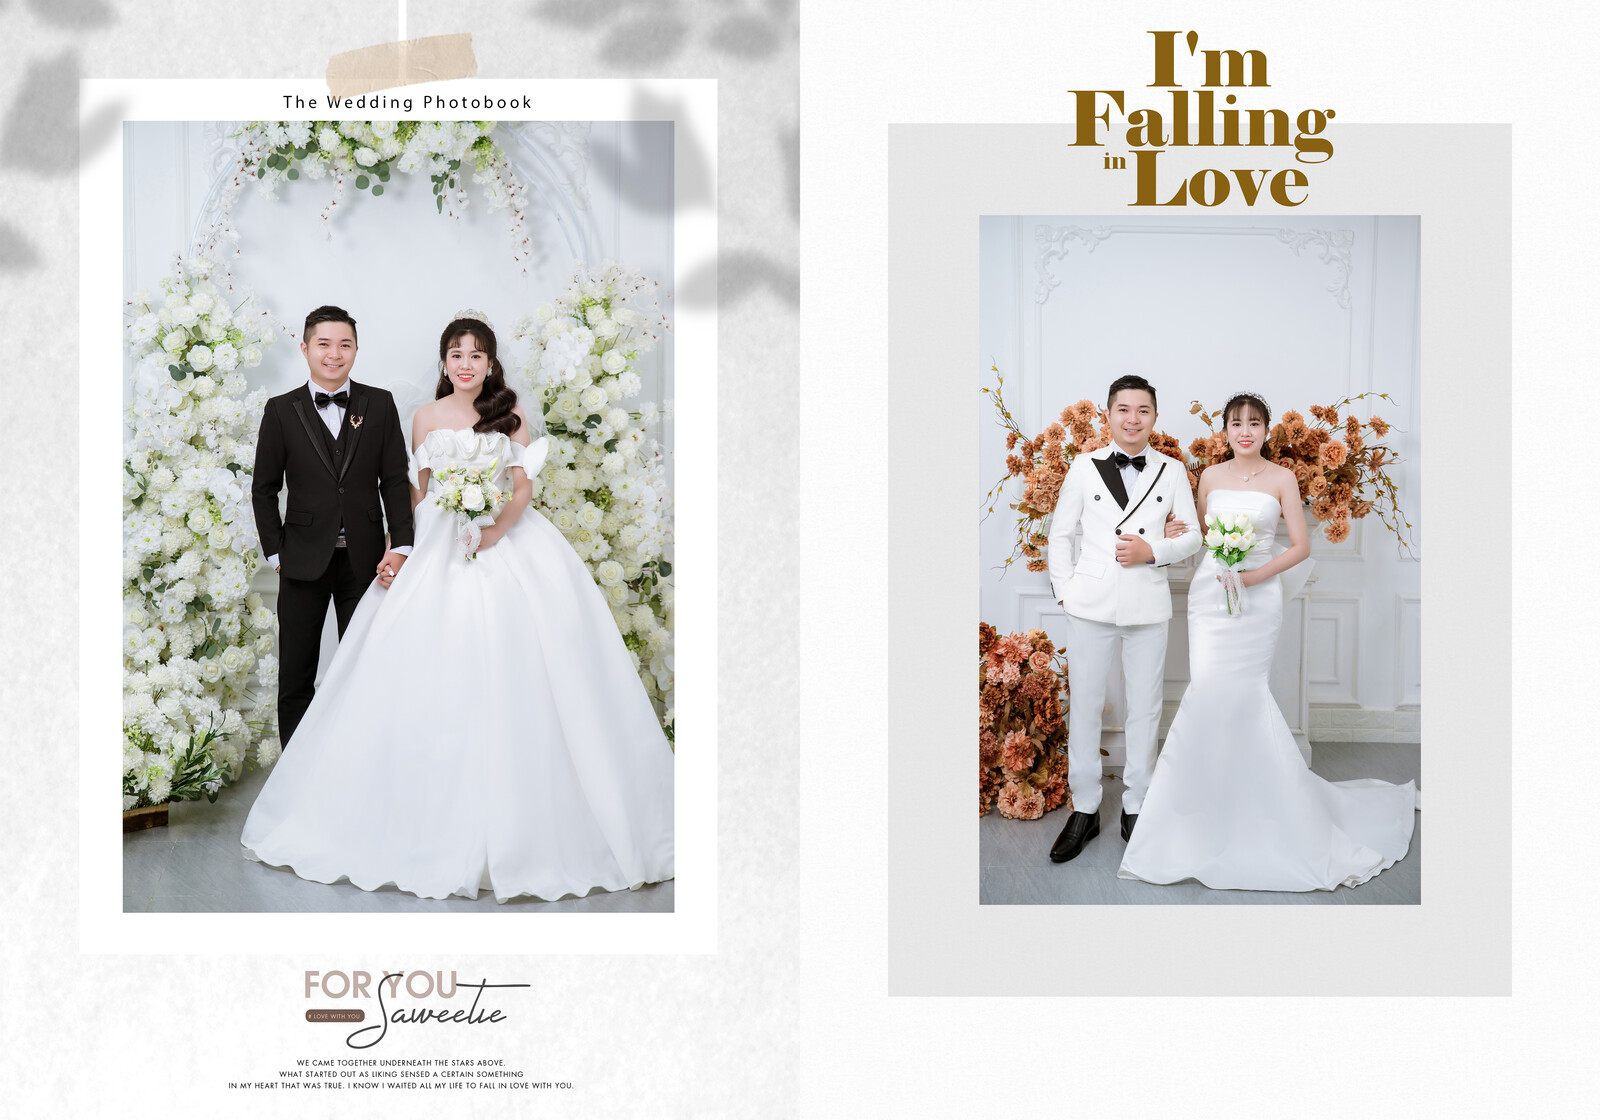 The Wedding Photobook
FOR YOU
# LOVE WITH YOU
Saweetie
WE CAME TOGETHER UNDERNEATH THE STARS ABOVE.
WHAT STARTED OUT AS LIKING SENSED A CERTAIN SOMETHING
IN MY HEART THAT WAS TRUE. I KNOW I WAITED ALL MY LIFE TO FALL IN LOVE WITH YOU.
I'm
Falling
in Love